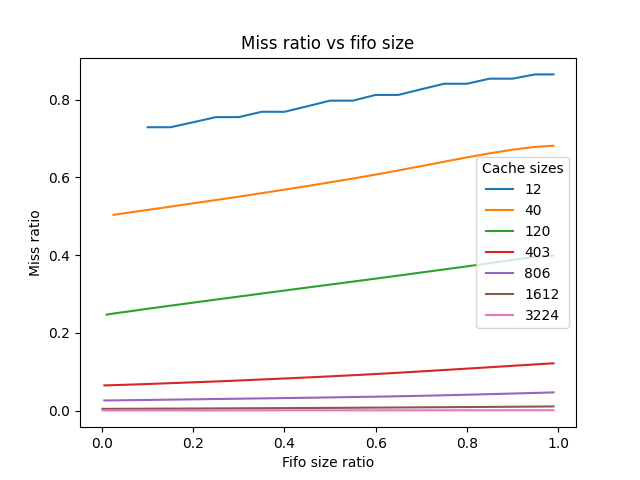 Miss ratio vs fifo size
Miss ratio
0.8
0.6
0.4
0.2
0.0
Cache sizes
12
40
120
403
806
1612
3224
0.0 0.2 0.4 0.6 0.8 1.0
Fifo size ratio